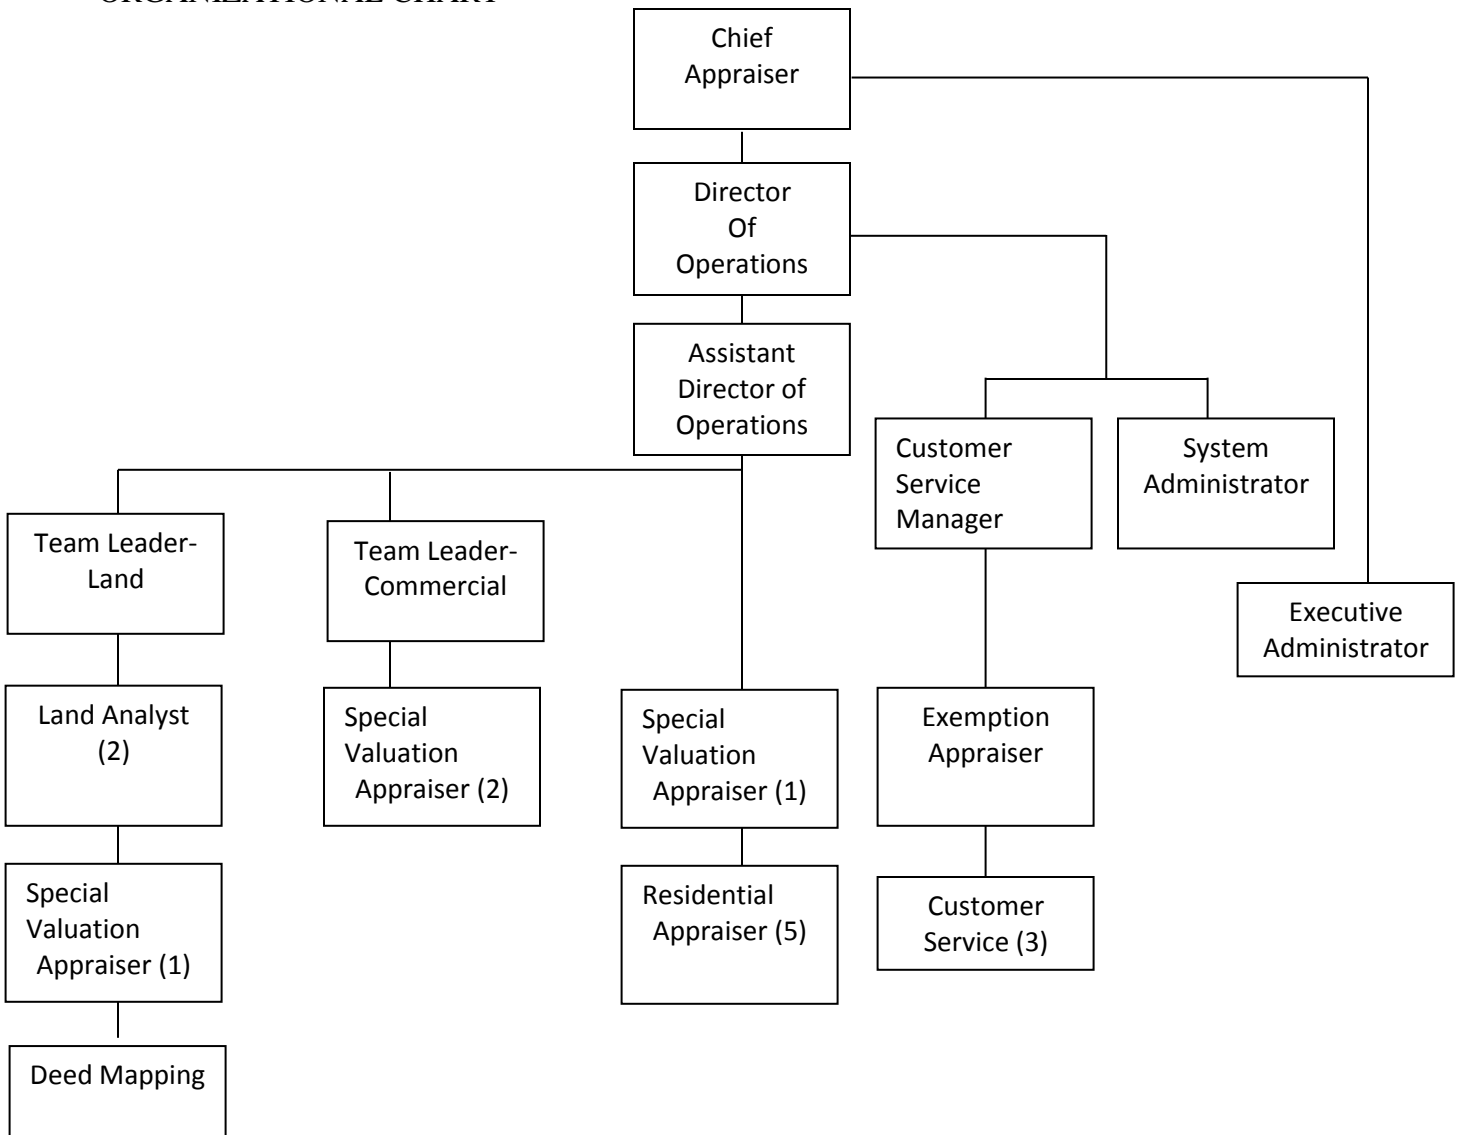 ORGANIZATIONAL CHART
Chief
Appraiser
Director
Of
Operations
Assistant
Director of
Operations
Customer
Service
Manager
System
Administrator
Team Leader-
Land
Team Leader-
Commercial
Executive
Administrator
Land Analyst
(2)
Special
Valuation
Appraiser (2)
Special
Valuation
Appraiser (1)
Exemption
Appraiser
Special
Valuation
Appraiser (1)
Residential
Appraiser (5)
Customer
Service (3)
Deed Mapping